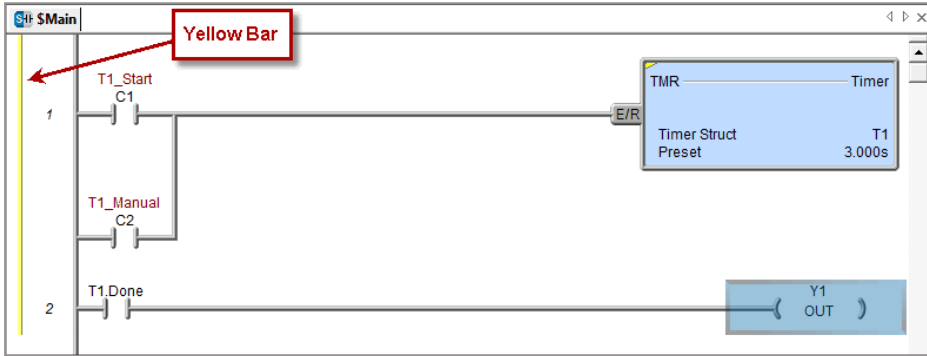 $Main
Yellow Bar
T1_Start
C1
1
E/R
TMR Timer
Timer Struct T1
Preset 3.000s
T1_Manual
C2
T1.Done
2
Y1
OUT